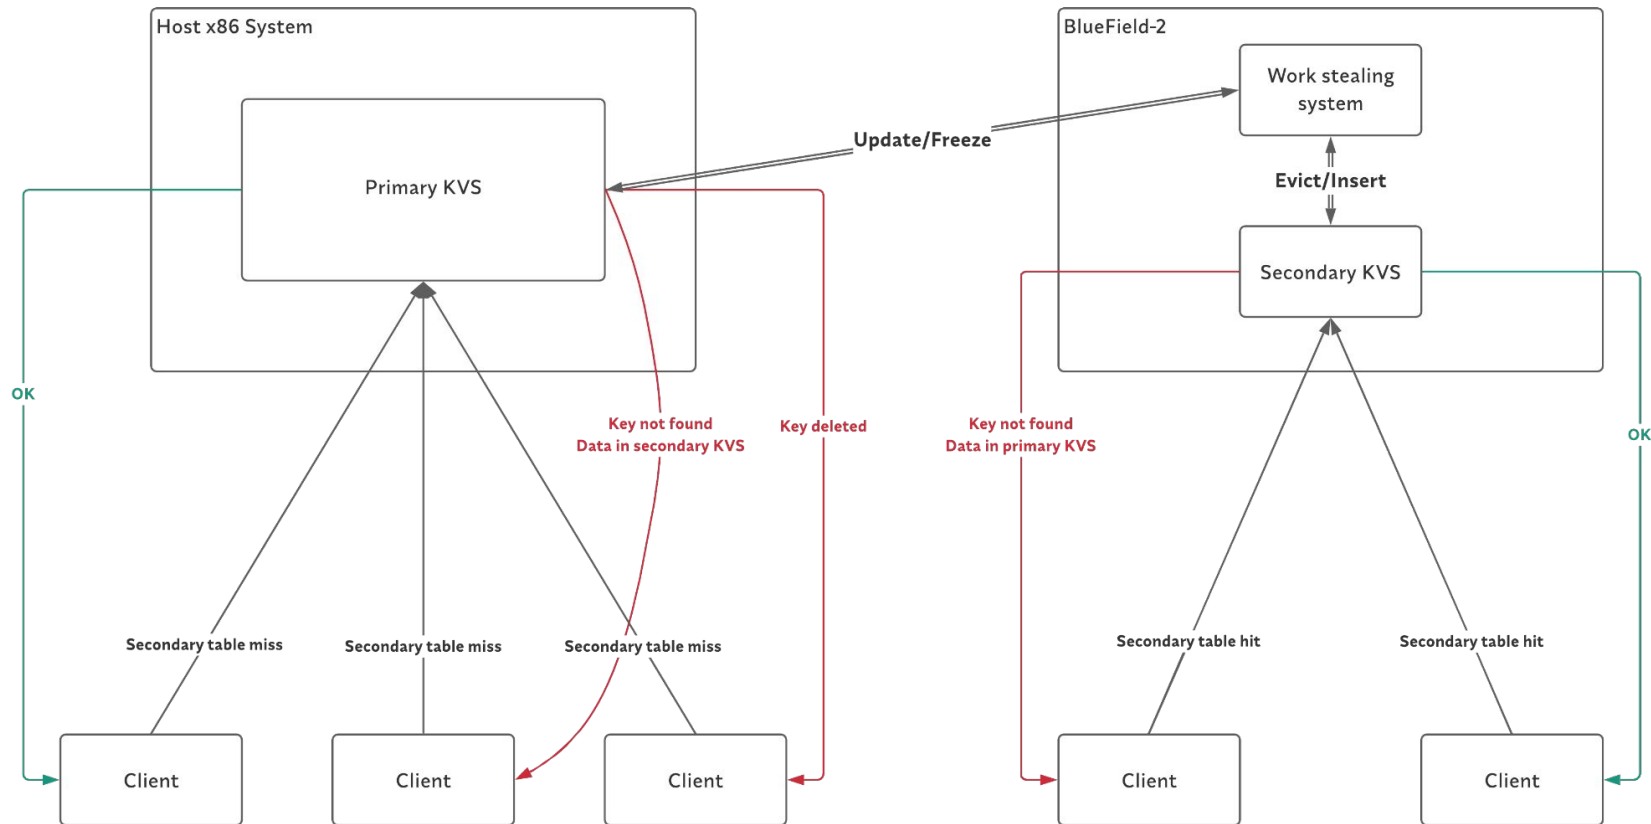 Host x86 System
BlueField-2
Work stealing
system
Update/Freeze
Primary KVS
Evict/Insert
Secondary KVS
OK
Key not found
Data in secondary KVS
Key deleted
Key not found
Data in primary KVS
OK
Secondary table miss
Secondary table miss
Secondary table miss
Secondary table hit
Secondary table hit
Client
Client
Client
Client
Client